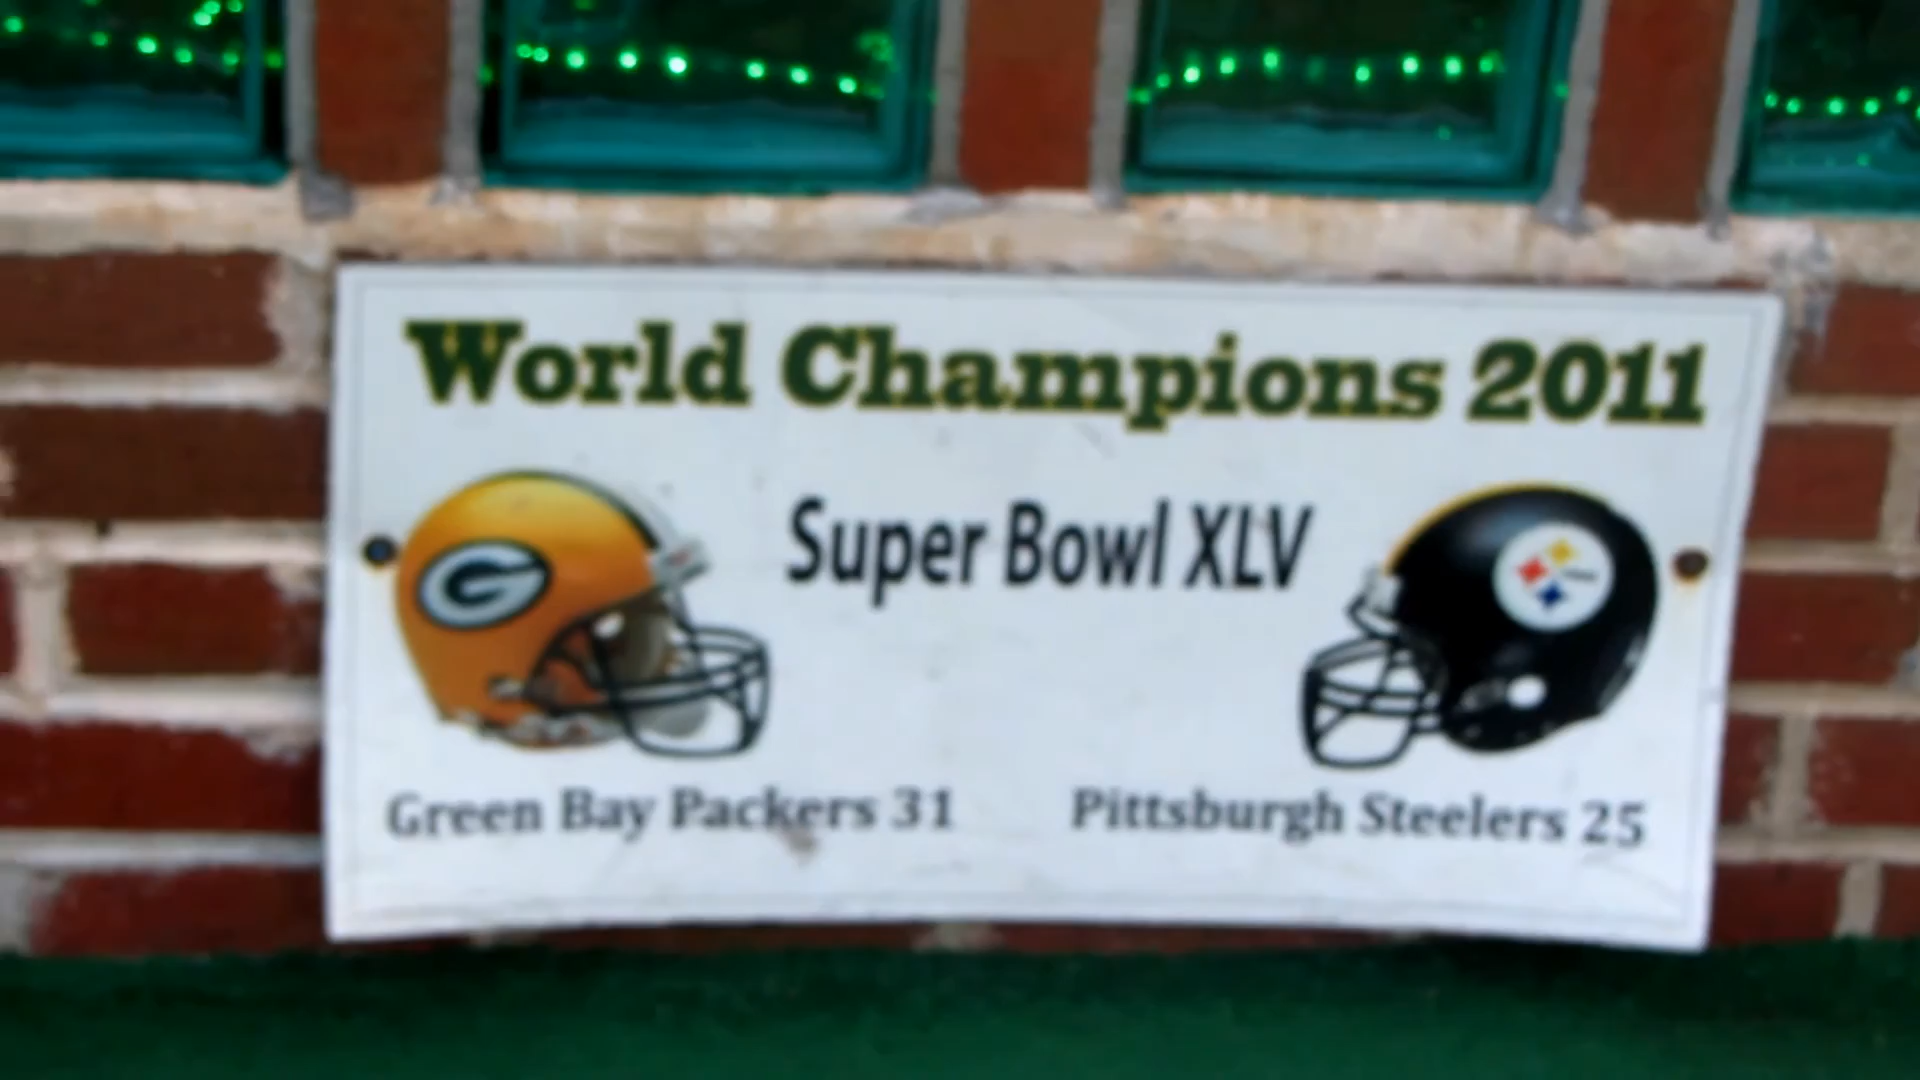 World Champions 2011
Super Bowl XLV
G
Green Bay Packers 31
Pittsburgh Steelers 25